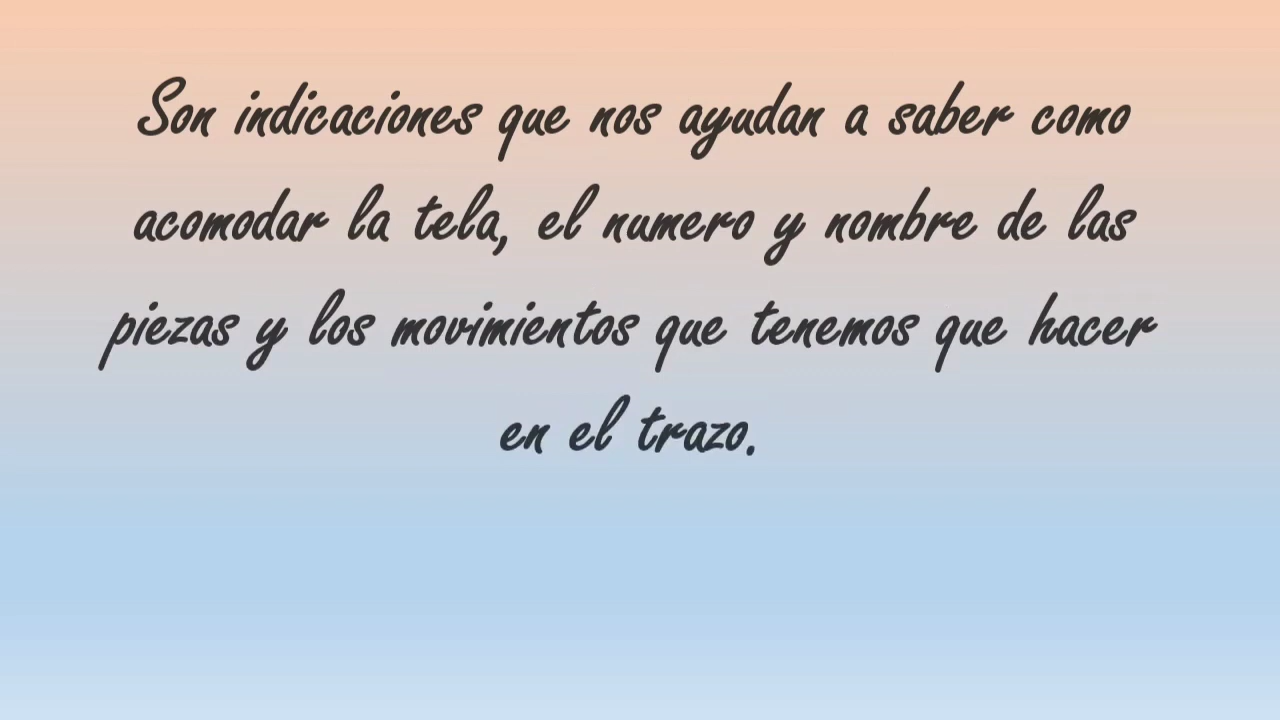 Son indicaciones que nos ayudan a saber como
acomodar la tela, el numero y nombre de las
piezas y los movimientos que tenemos que hacer
en el trazo.